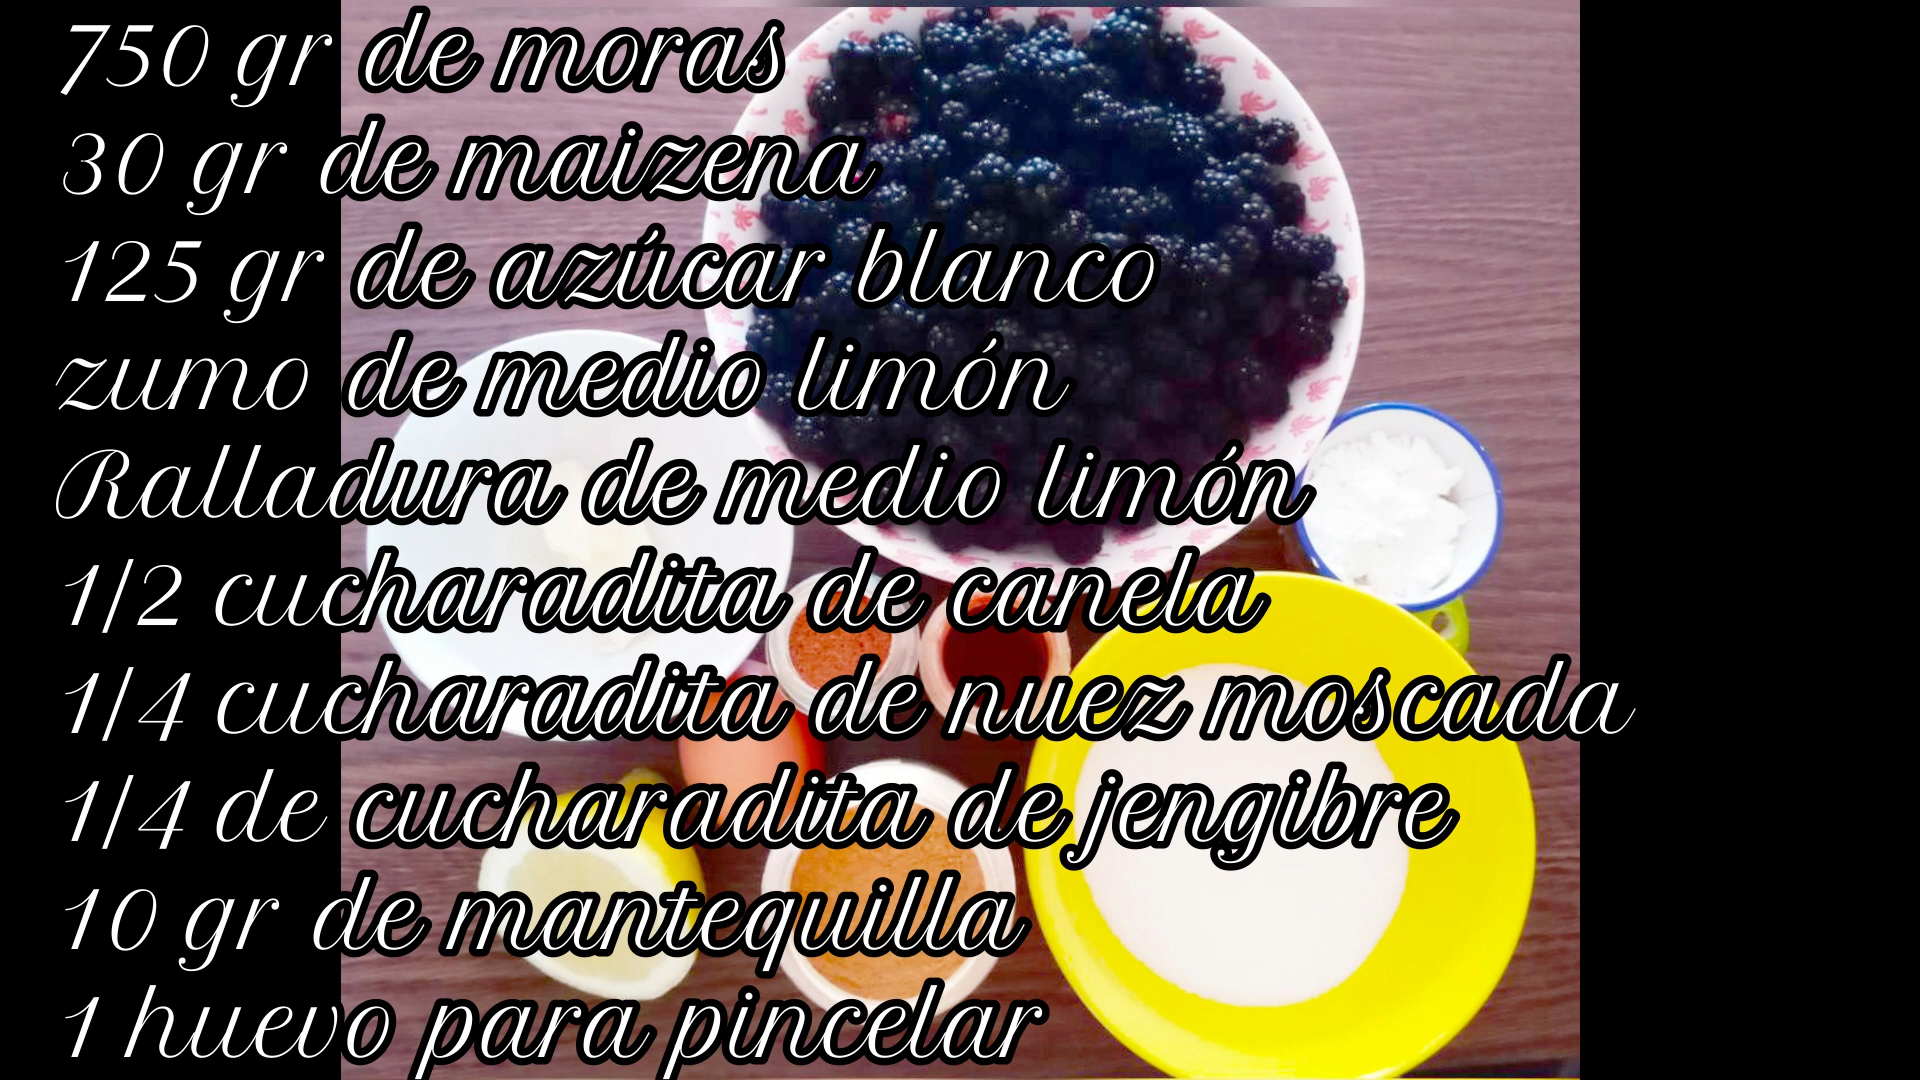 750 gr de moras
30 gr de maizena
125 gr de azúcar blanco
zumo de medio limón
Ralladura de medio limón
1/2 cucharadita de canela
1/4 cucharadita de nuez moscada
1/4 de cucharadita de jengibre
10 gr de mantequilla
1 huevo para pincelar